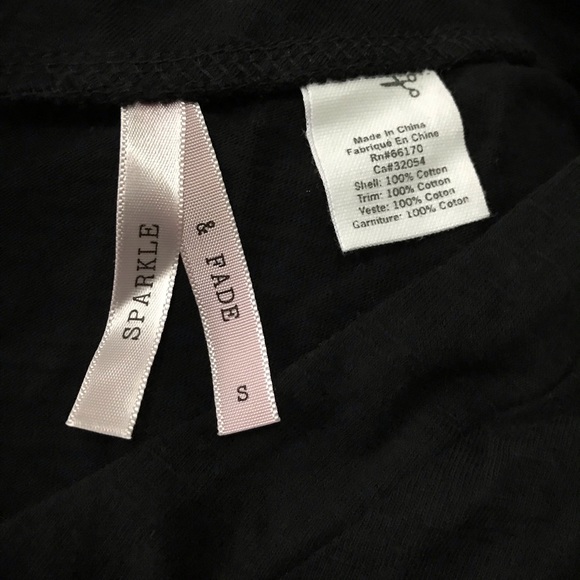 SPARKLE
& FADE
S
Made In China
Fabriqué En Chine
Rn#66170
Ca#32054
Shell: 100% Cotton
Trim: 100% Cotton
Veste: 100% Coton
Garniture: 100% Coton